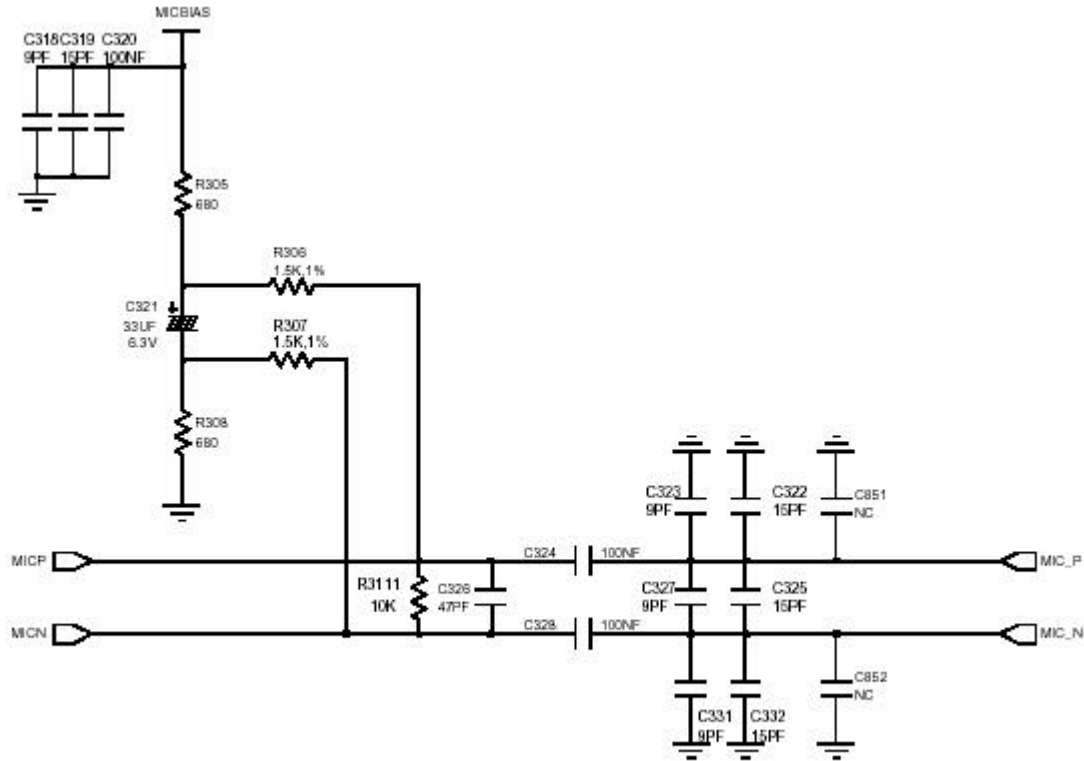 MICBIAS
C318 C319 C320
9PF 15PF 100NF
R305
680
R306
1.5K,1%
C321
33UF
6.3V
R307
1.5K,1%
R308
680
C323
9PF
C322
15PF
C851
NC
MICP
C324
100NF
MIC_P
R3111
10K
C326
47PF
C327
9PF
C325
15PF
MICN
C328
100NF
MIC_N
C852
NC
C331
9PF
C332
15PF